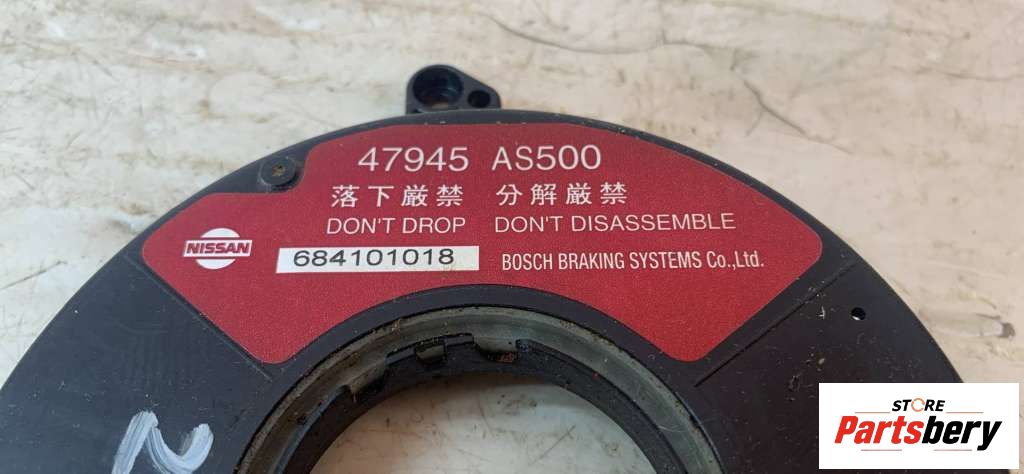 47945 AS500
落下厳禁 分解厳禁
DON'T DROP DON'T DISASSEMBLE
NISSAN
684101018 BOSCH BRAKING SYSTEMS Co.,Ltd.
STORE
Partsbery